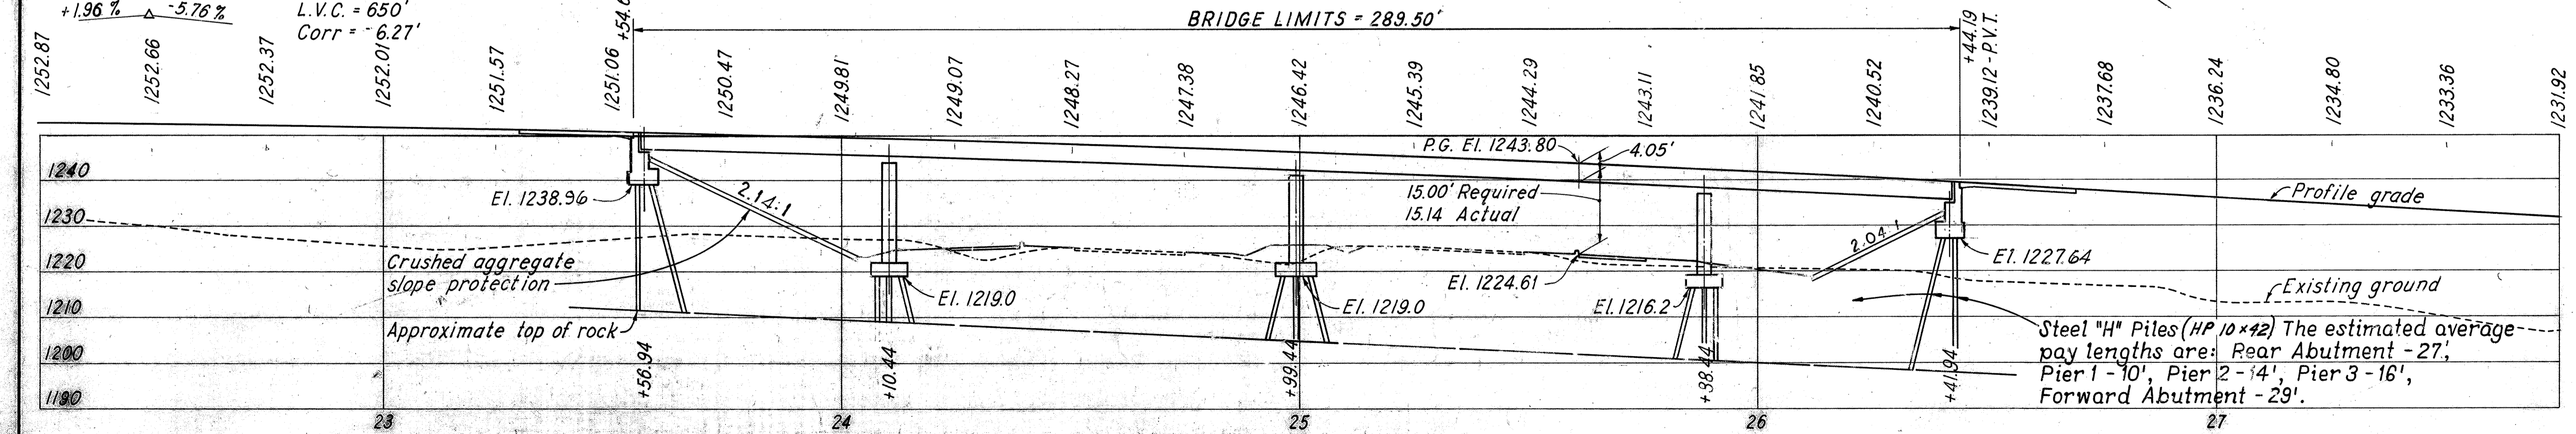 +1.96 % △ -5.76 %
L.V.C. = 650'
Corr = -6.27'
BRIDGE LIMITS = 289.50'
+44.19
1239.12-P.V.T.
1252.87
1252.66
1252.37
1252.01
1251.57
1251.06
1250.47
1249.81
1249.07
1248.27
1247.38
1246.42
1245.39
1244.29
1243.11
1241.85
1240.52
1237.68
1236.24
1234.80
1233.36
1231.92
P.G. El. 1243.80
4.05'
1240
El. 1238.96
2.14:1
15.00' Required
15.14 Actual
Profile grade
1230
2.04:1
El. 1227.64
Crushed aggregate
slope protection
1220
El. 1219.0
El. 1219.0
El. 1224.61
El. 1216.2
Existing ground
1210
Approximate top of rock
Steel "H" Piles (HP 10×42) The estimated average
pay lengths are: Rear Abutment - 27',
Pier 1 - 10', Pier 2 - 14', Pier 3 - 16',
Forward Abutment - 29'.
1200
+56.94
+10.44
+99.44
+38.44
+41.94
1190
23
24
25
26
27